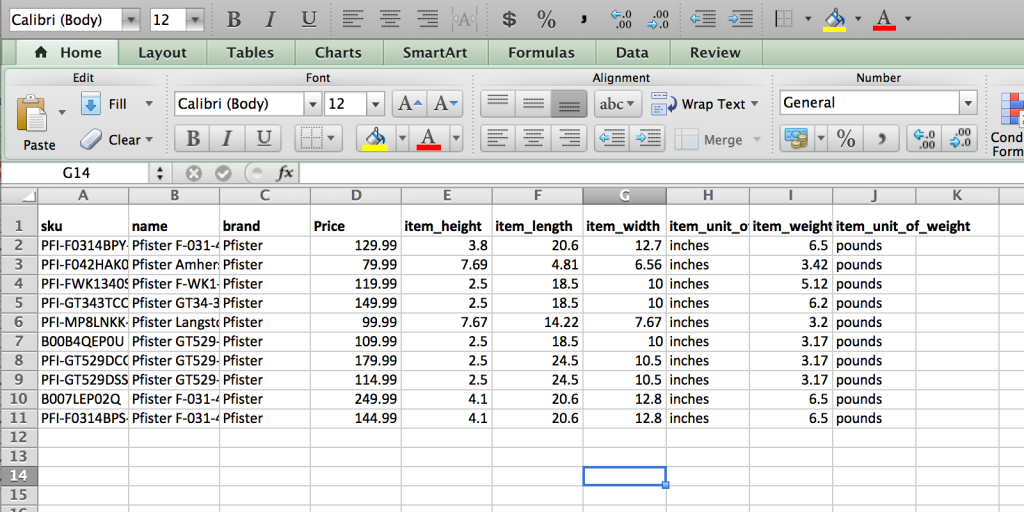 Calibri (Body) 12 B I U A $ % , .0 .00 .00 .0 A
Home Layout Tables Charts SmartArt Formulas Data Review
Edit Font Alignment Number
Fill Calibri (Body) 12 A A abc Wrap Text General
Paste Clear B I U A Merge % , .0 .00 .00 .0 Cond
Form
G14 fx
A B C D E F G H I J K
1 sku name brand Price item_height item_length item_width item_unit_o item_weight item_unit_of_weight
2 PFI-F0314BPY- Pfister F-031-4 Pfister 129.99 3.8 20.6 12.7 inches 6.5 pounds
3 PFI-F042HAK0 Pfister Amher Pfister 79.99 7.69 4.81 6.56 inches 3.42 pounds
4 PFI-FWK1340S Pfister F-WK1- Pfister 119.99 2.5 18.5 10 inches 5.12 pounds
5 PFI-GT343TCC Pfister GT34-3 Pfister 149.99 2.5 18.5 10 inches 6.2 pounds
6 PFI-MP8LNKK- Pfister Langsto Pfister 99.99 7.67 14.22 7.67 inches 3.2 pounds
7 B00B4QEP0U Pfister GT529- Pfister 109.99 2.5 18.5 10 inches 3.17 pounds
8 PFI-GT529DCC Pfister GT529- Pfister 179.99 2.5 24.5 10.5 inches 3.17 pounds
9 PFI-GT529DSS Pfister GT529- Pfister 114.99 2.5 24.5 10.5 inches 3.17 pounds
10 B007LEP02Q Pfister F-031-4 Pfister 249.99 4.1 20.6 12.8 inches 6.5 pounds
11 PFI-F0314BPS- Pfister F-031-4 Pfister 144.99 4.1 20.6 12.8 inches 6.5 pounds
12
13
14
15